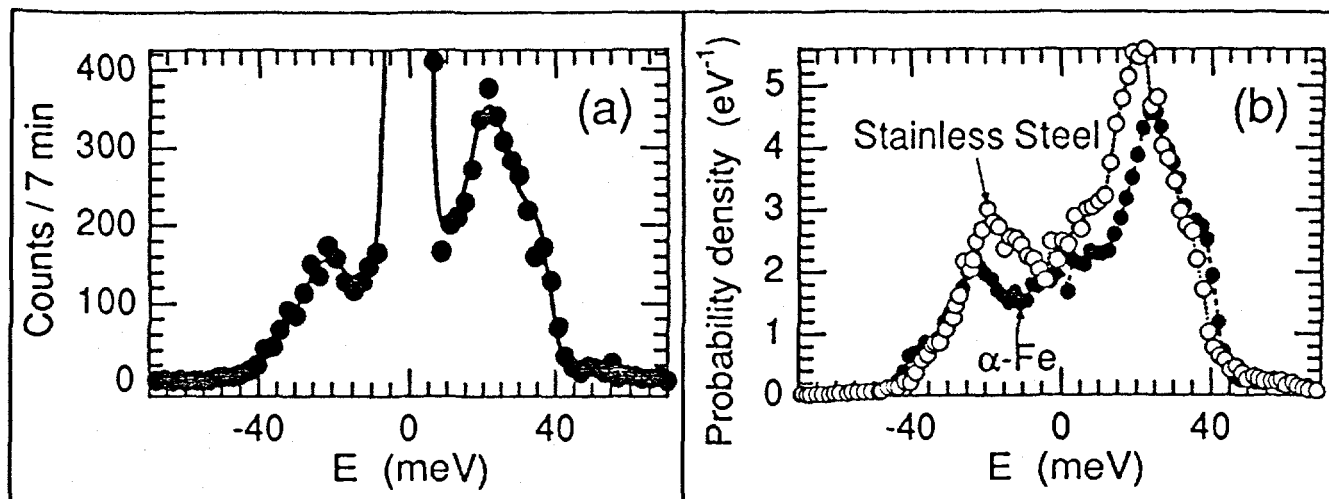 400
300
200
100
0
Counts / 7 min
(a)
-40 0 40
E (meV)
5
4
3
2
1
0
Probability density (eV⁻¹)
(b)
Stainless Steel
α-Fe
-40 0 40
E (meV)